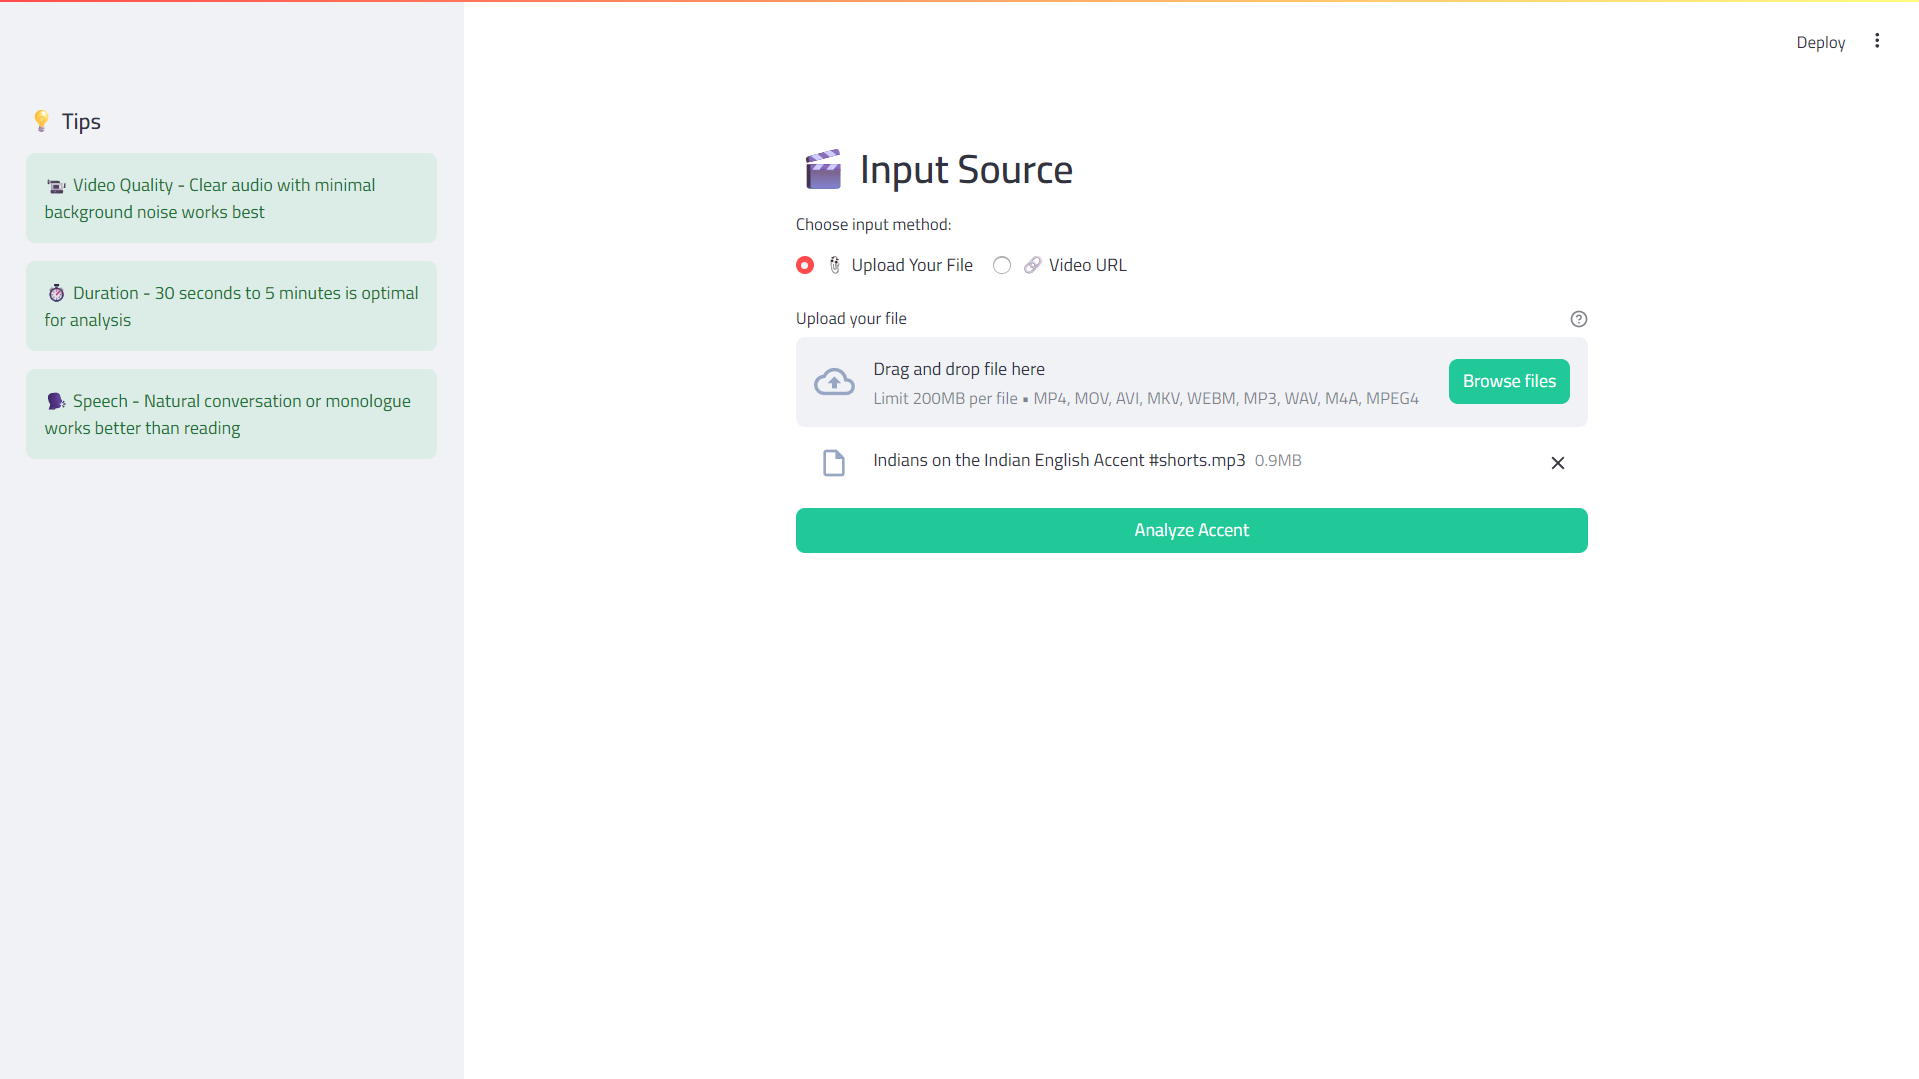 Deploy
Tips
Video Quality - Clear audio with minimal
background noise works best
Duration - 30 seconds to 5 minutes is optimal
for analysis
Speech - Natural conversation or monologue
works better than reading
Input Source
Choose input method:
Upload Your File
Video URL
Upload your file
Drag and drop file here
Limit 200MB per file • MP4, MOV, AVI, MKV, WEBM, MP3, WAV, M4A, MPEG4
Browse files
Indians on the Indian English Accent #shorts.mp3 0.9MB
Analyze Accent